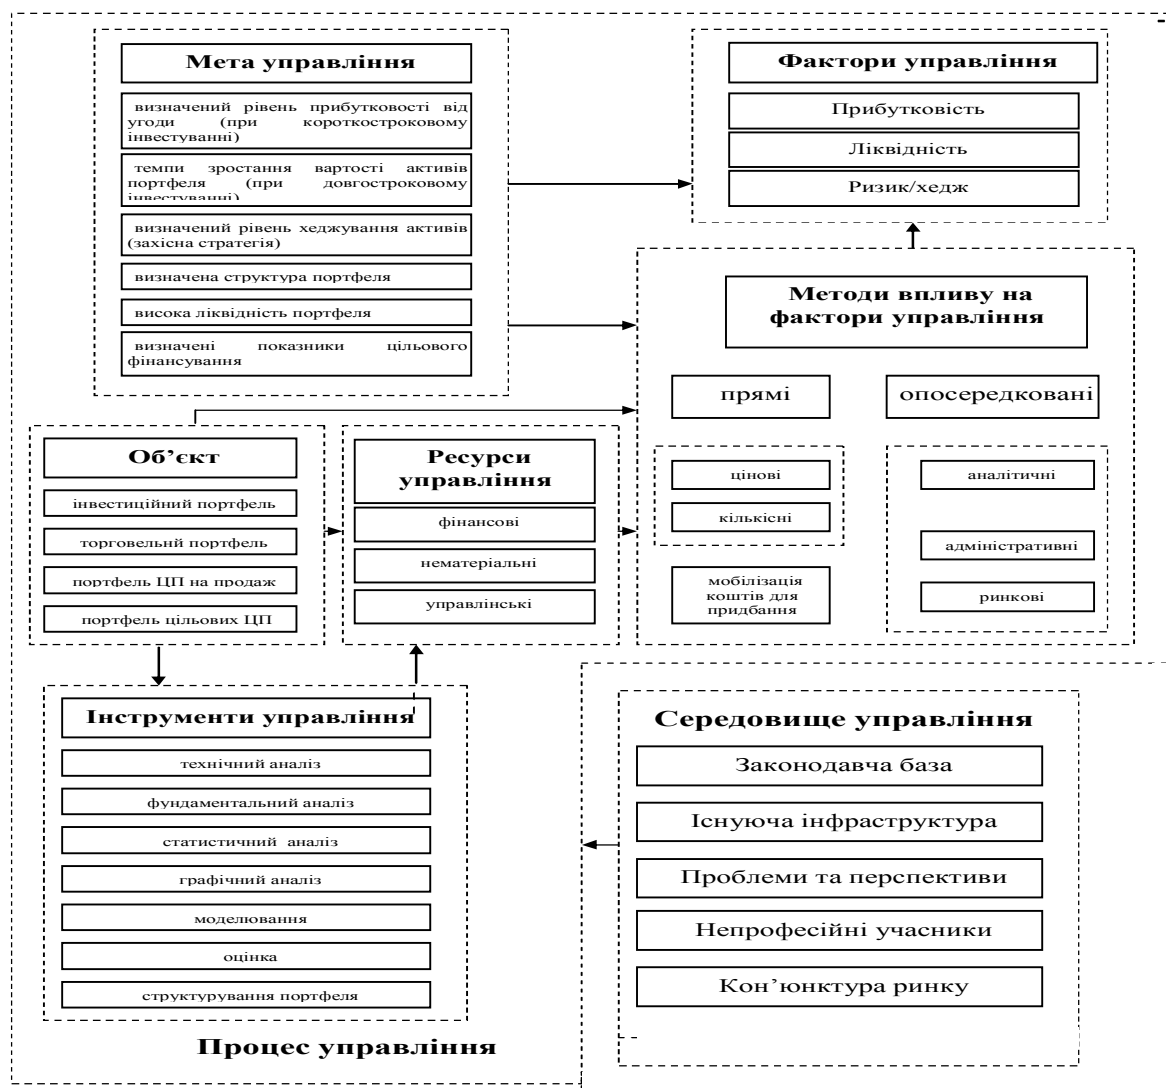 Мета управління
визначений рівень прибутковості від
угоди (при короткостроковому
інвестуванні)
темпи зростання вартості активів
портфеля (при довгостроковому
інвестуванні)
визначений рівень хеджування активів
(захісна стратегія)
визначена структура портфеля
висока ліквідність портфеля
визначені показники цільового
фінансування
Фактори управління
Прибутковість
Ліквідність
Ризик/хедж
Методи впливу на
фактори управління
прямі
опосередковані
цінові
кількісні
мобілізація
коштів для
придбання
аналітичні
адміністративні
ринкові
Об’єкт
інвестиційний портфель
торговельнй портфель
портфель ЦП на продаж
портфель цільових ЦП
Ресурси
управління
фінансові
нематеріальні
управлінські
Інструменти управління
технічний аналіз
фундаментальний аналіз
статистичний аналіз
графічний аналіз
моделювання
оцінка
структурування портфеля
Середовище управління
Законодавча база
Існуюча інфраструктура
Проблеми та перспективи
Непрофесійні учасники
Кон’юнктура ринку
Процес управління